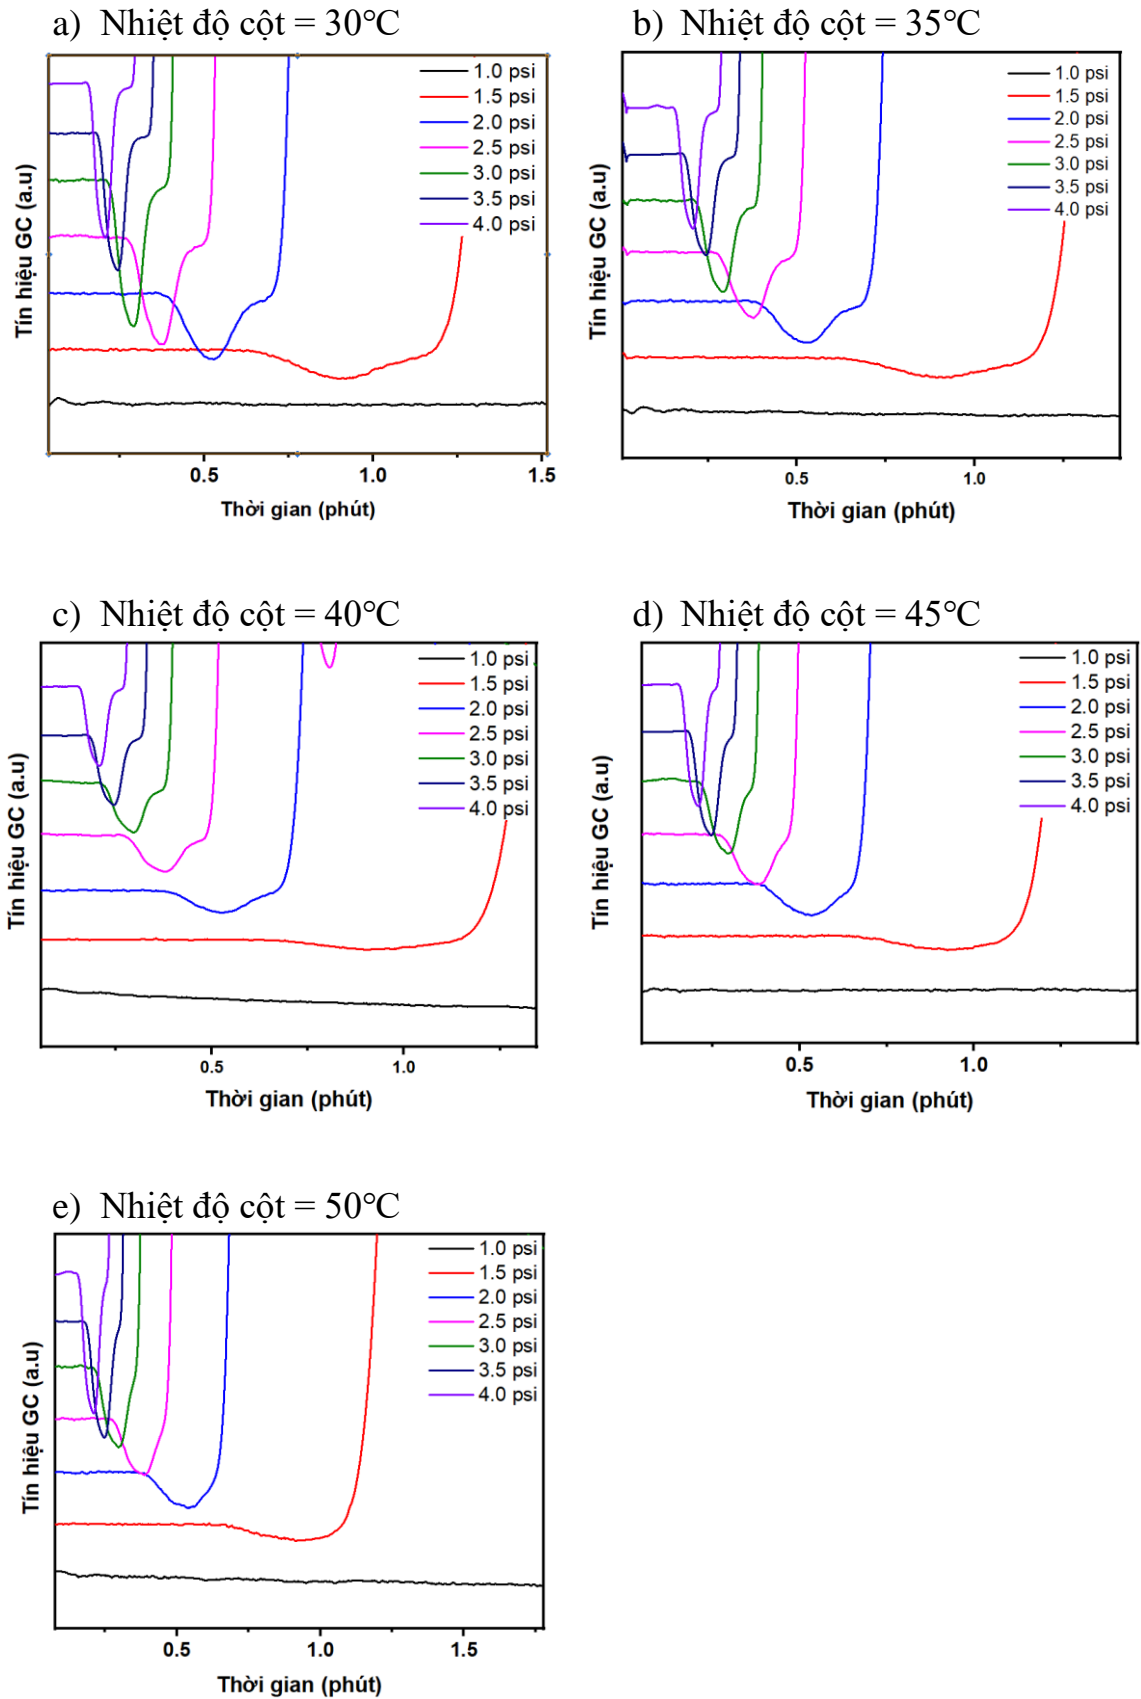 a) Nhiệt độ cột = 30°C
1.0 psi
1.5 psi
2.0 psi
2.5 psi
3.0 psi
3.5 psi
4.0 psi
Tín hiệu GC (a.u)
0.5 1.0 1.5
Thời gian (phút)
b) Nhiệt độ cột = 35°C
1.0 psi
1.5 psi
2.0 psi
2.5 psi
3.0 psi
3.5 psi
4.0 psi
Tín hiệu GC (a.u)
0.5 1.0
Thời gian (phút)
c) Nhiệt độ cột = 40°C
1.0 psi
1.5 psi
2.0 psi
2.5 psi
3.0 psi
3.5 psi
4.0 psi
Tín hiệu GC (a.u)
0.5 1.0
Thời gian (phút)
d) Nhiệt độ cột = 45°C
1.0 psi
1.5 psi
2.0 psi
2.5 psi
3.0 psi
3.5 psi
4.0 psi
Tín hiệu GC (a.u)
0.5 1.0
Thời gian (phút)
e) Nhiệt độ cột = 50°C
1.0 psi
1.5 psi
2.0 psi
2.5 psi
3.0 psi
3.5 psi
4.0 psi
Tín hiệu GC (a.u)
0.5 1.0 1.5
Thời gian (phút)